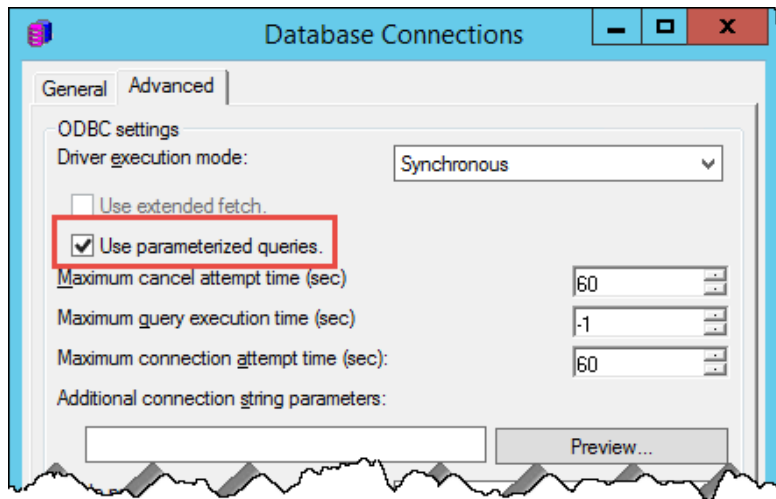 Database Connections
General Advanced
ODBC settings
Driver execution mode: Synchronous
Use extended fetch.
Use parameterized queries.
Maximum cancel attempt time (sec) 60
Maximum query execution time (sec) -1
Maximum connection attempt time (sec): 60
Additional connection string parameters:
Preview...